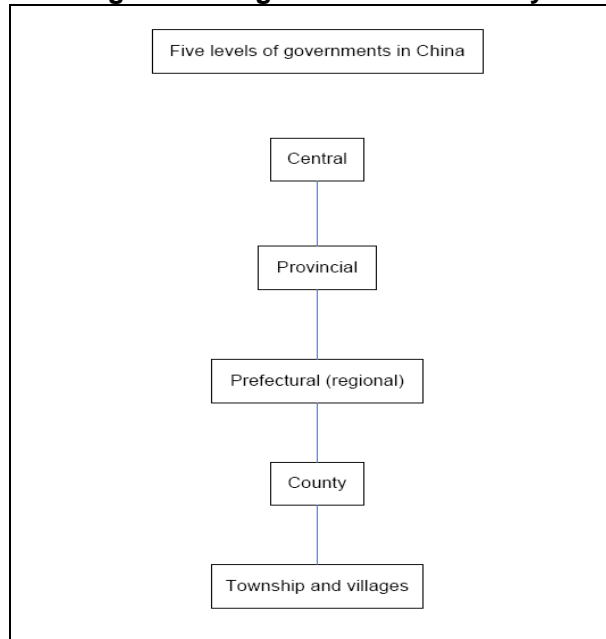 Five levels of governments in China
Central
Provincial
Prefectural (regional)
County
Township and villages